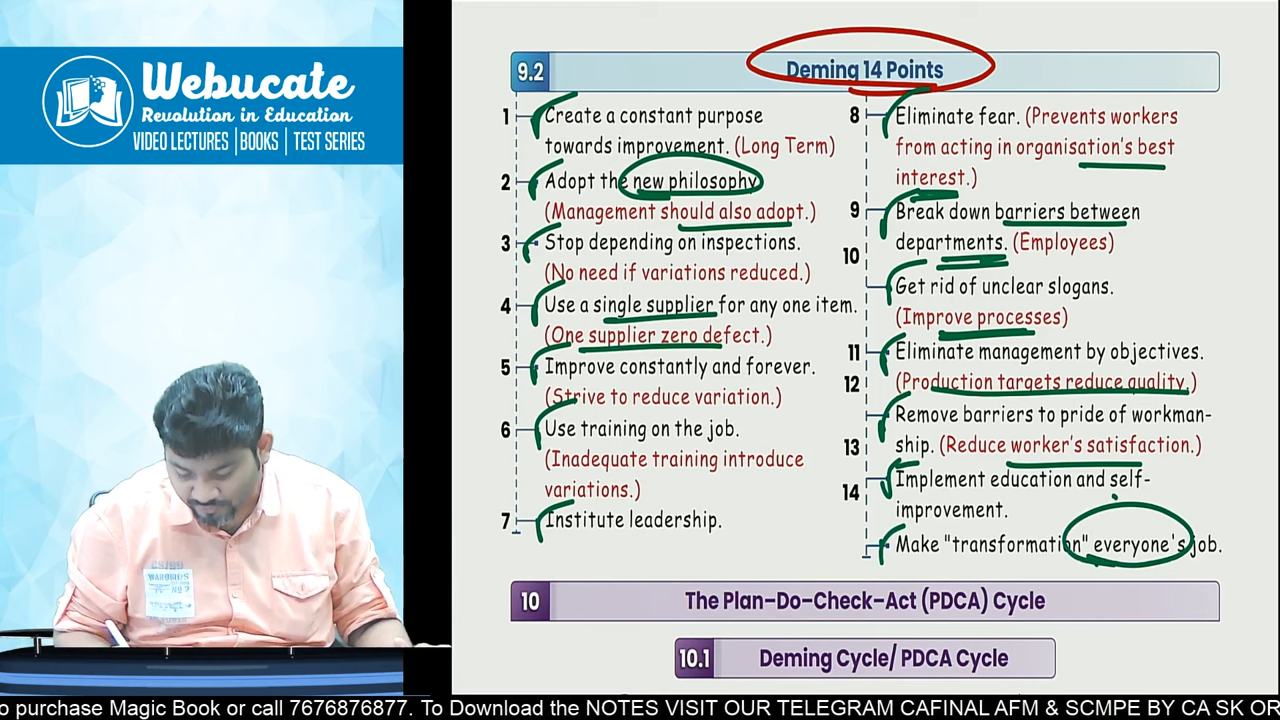 Webucate
Revolution in Education
VIDEO LECTURES | BOOKS | TEST SERIES
9.2 Deming 14 Points
1 Create a constant purpose
towards improvement. (Long Term)
2 Adopt the new philosophy
(Management should also adopt.)
3 Stop depending on inspections.
(No need if variations reduced.)
4 Use a single supplier for any one item.
(One supplier zero defect.)
5 Improve constantly and forever.
(Strive to reduce variation.)
6 Use training on the job.
(Inadequate training introduce
variations.)
7 Institute leadership.
8 Eliminate fear. (Prevents workers
from acting in organisation's best
interest.)
9 Break down barriers between
departments. (Employees)
10
Get rid of unclear slogans.
(Improve processes)
11 Eliminate management by objectives.
12 (Production targets reduce quality.)
Remove barriers to pride of workman-
13 ship. (Reduce worker's satisfaction.)
Implement education and self-
14
improvement.
Make "transformation" everyone's job.
10 The Plan-Do-Check-Act (PDCA) Cycle
10.1 Deming Cycle/ PDCA Cycle
o purchase Magic Book or call 7676876877. To Download the NOTES VISIT OUR TELEGRAM CAFINAL AFM & SCMPE BY CA SK OR